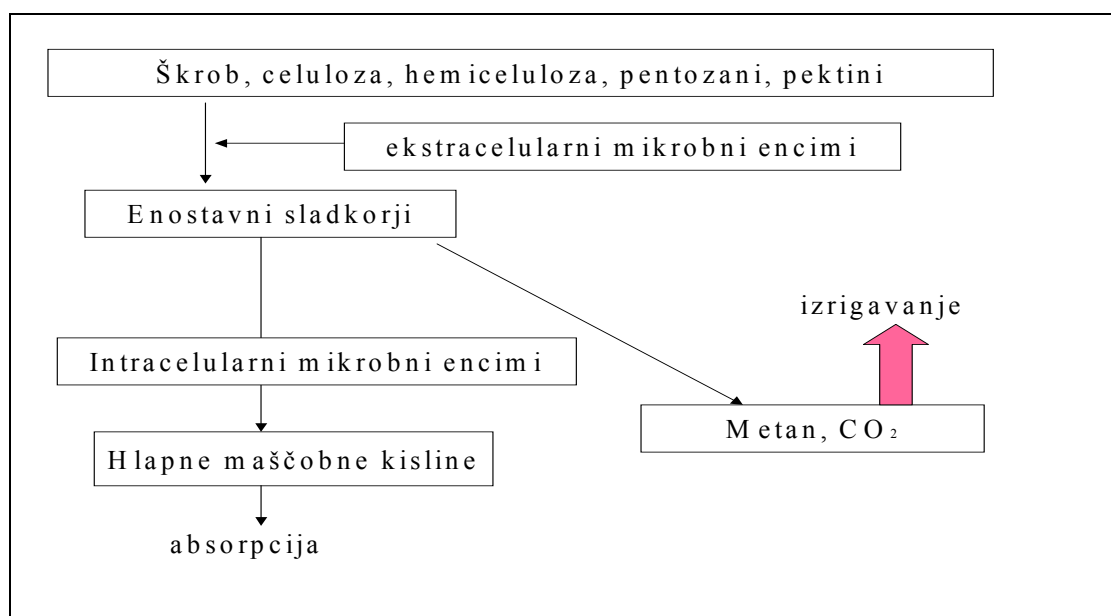 Škrob, celuloza, hemiceluloza, pentozani, pektini
ekstracelularni mikrobni encimi
Enostavni sladkorji
izrigavanje
Intracelularni mikrobni encimi
Metan, CO₂
Hlapne maščobne kisline
absorpcija